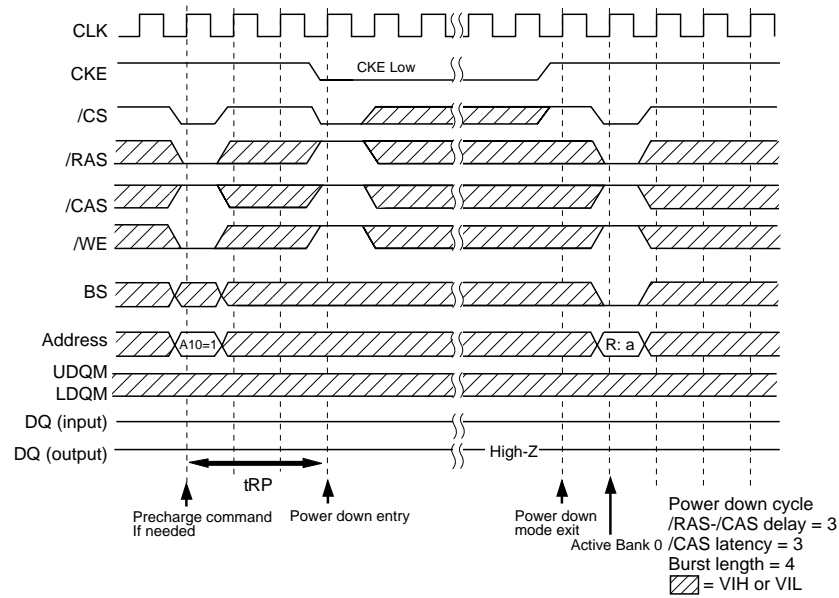 CLK
CKE
CKE Low
/CS
/RAS
/CAS
/WE
BS
Address
A10=1
R: a
UDQM
LDQM
DQ (input)
DQ (output)
High-Z
tRP
Precharge command
If needed
Power down entry
Power down
mode exit
Active Bank 0
Power down cycle
/RAS-/CAS delay = 3
/CAS latency = 3
Burst length = 4
= VIH or VIL